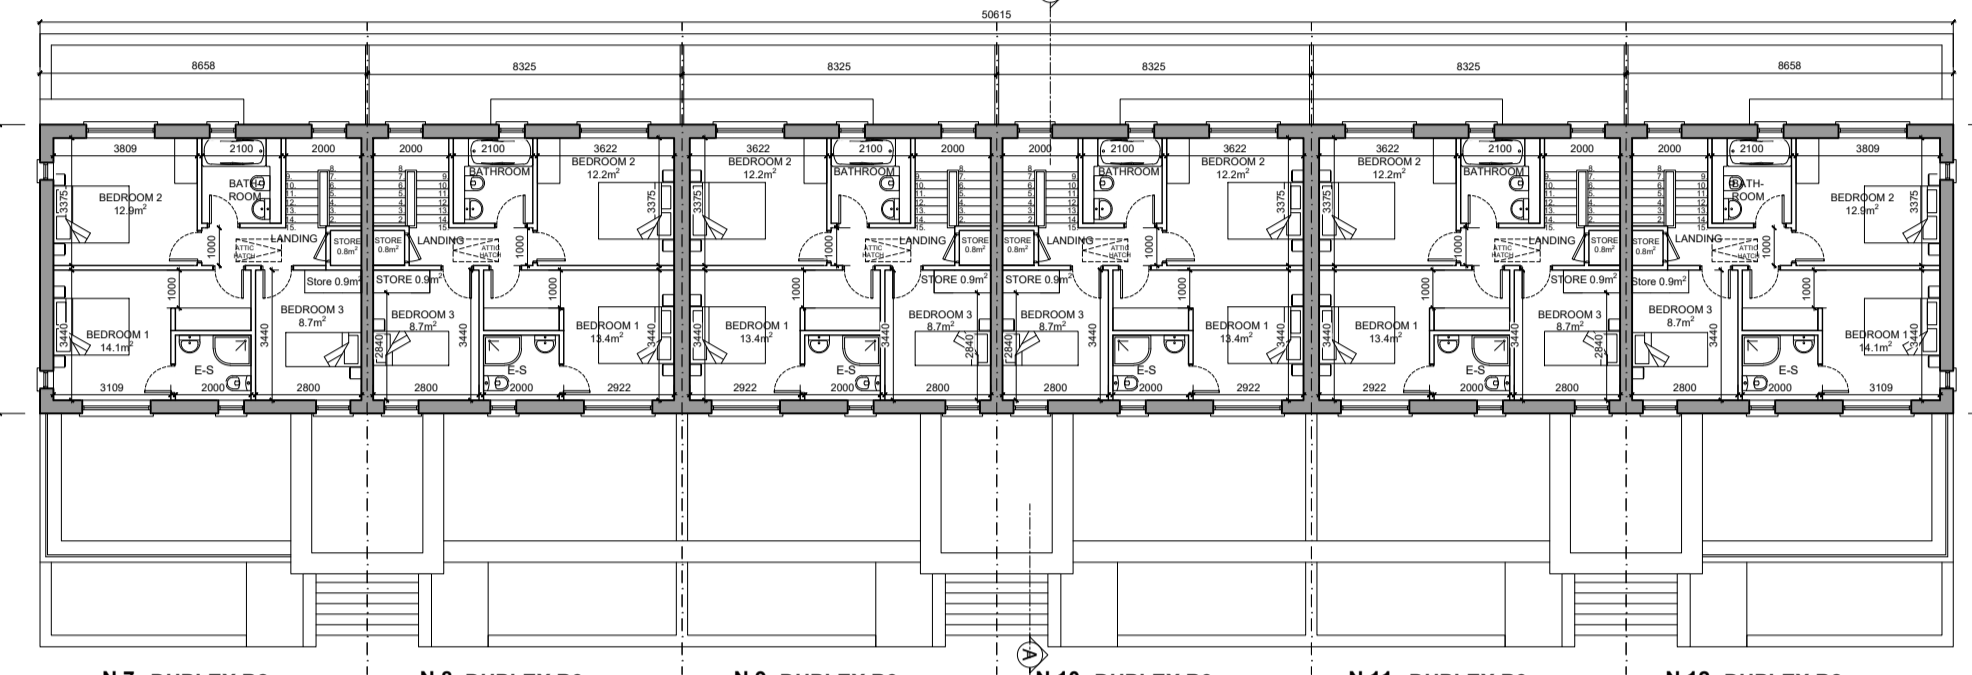 50615
8658 8325 8325 8325 8325 8658
3809 2100 2000 2000 2100 3622 3622 2100 2000 2000 2100 3622 3622 2100 2000 2000 2100 3809
BEDROOM 2
12.9m²
3375
BATH-
ROOM
1000
ATTIC
HATCH
LANDING
STORE
0.8m²
Store 0.9m²
BEDROOM 1
14.1m²
3440
1000
E-S
BEDROOM 3
8.7m²
3440
3109 2000 2800
STORE
0.8m²
LANDING
BATHROOM
BEDROOM 2
12.2m²
3375
1000
ATTIC
HATCH
STORE 0.9m²
BEDROOM 3
8.7m²
2840
3440
1000
E-S
BEDROOM 1
13.4m²
3440
2800 2000 2922
BEDROOM 2
12.2m²
3375
BATHROOM
1000
ATTIC
HATCH
LANDING
STORE
0.8m²
STORE 0.9m²
BEDROOM 1
13.4m²
3440
1000
E-S
BEDROOM 3
8.7m²
3440
2840
2922 2000 2800
STORE
0.8m²
LANDING
BATHROOM
BEDROOM 2
12.2m²
3375
1000
ATTIC
HATCH
STORE 0.9m²
BEDROOM 3
8.7m²
2840
3440
1000
E-S
BEDROOM 1
13.4m²
3440
2800 2000 2922
BEDROOM 2
12.2m²
3375
BATHROOM
1000
ATTIC
HATCH
LANDING
STORE
0.8m²
STORE 0.9m²
BEDROOM 1
13.4m²
3440
1000
E-S
BEDROOM 3
8.7m²
3440
2840
2922 2000 2800
STORE
0.8m²
LANDING
BATH-
ROOM
BEDROOM 2
12.9m²
3375
1000
ATTIC
HATCH
Store 0.9m²
BEDROOM 3
8.7m²
3440
1000
E-S
BEDROOM 1
14.1m²
3440
2800 2000 3109
A